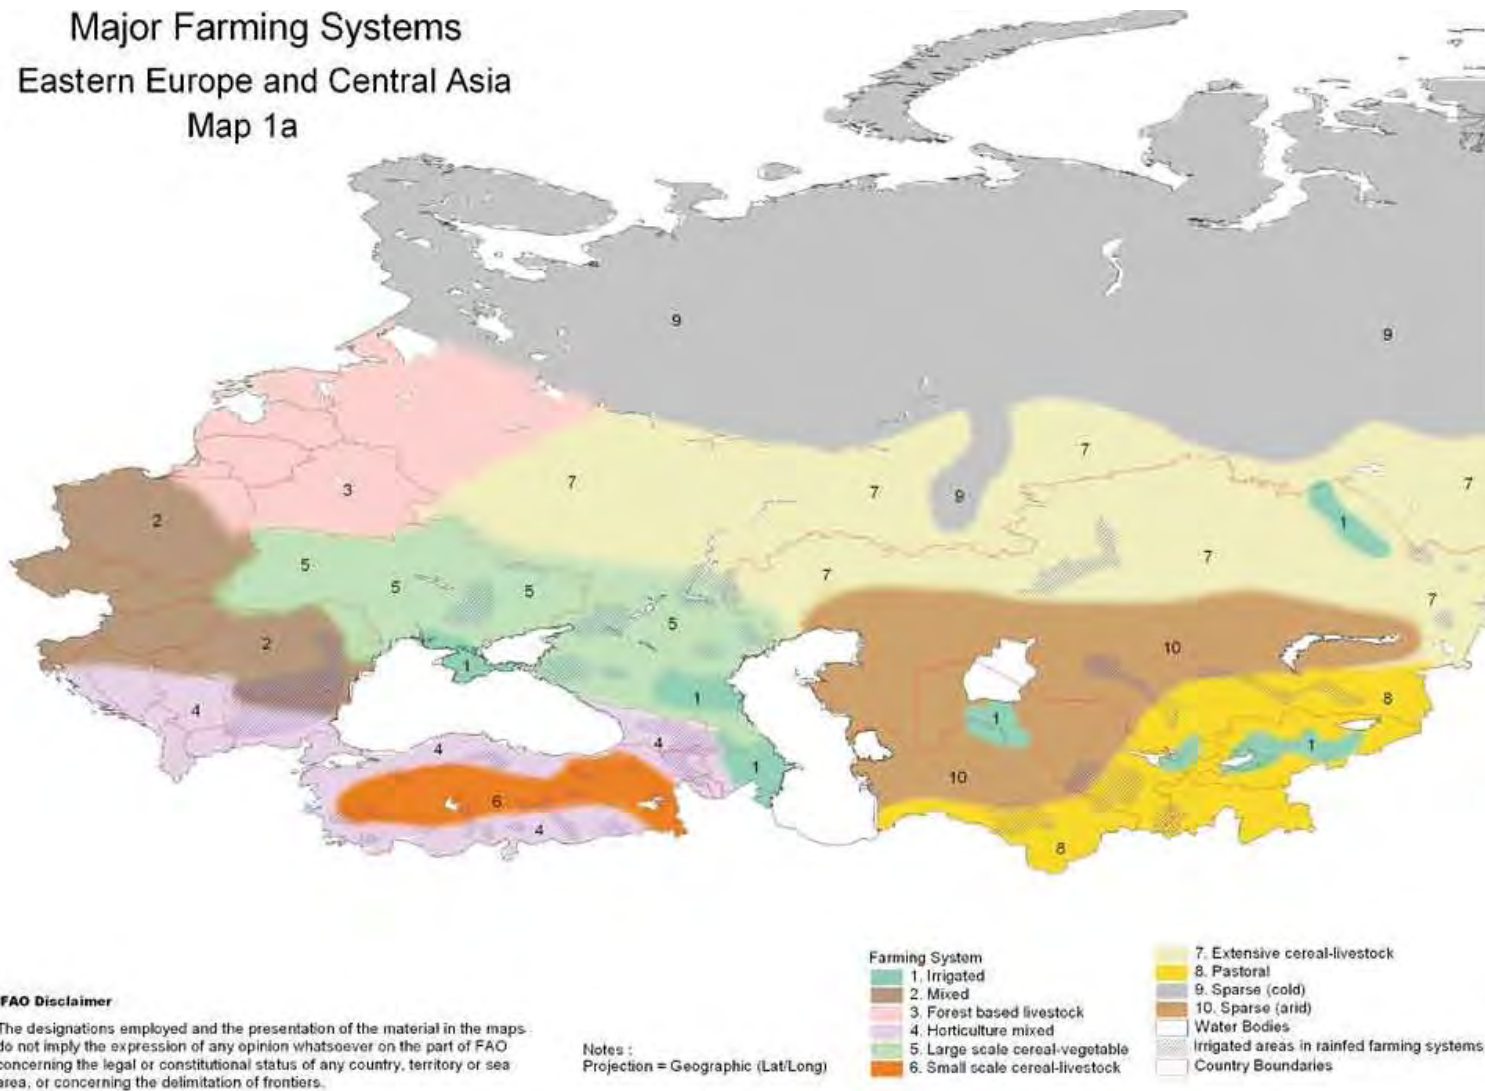 Major Farming Systems
Eastern Europe and Central Asia
Map 1a
9
9
7
7
7
7
9
3
2
1
7
7
5
5
5
7
5
2
10
1
1
8
4
1
4
4
1
1
10
6
4
8
Farming System
1. Irrigated
2. Mixed
3. Forest based livestock
4. Horticulture mixed
5. Large scale cereal-vegetable
6. Small scale cereal-livestock
7. Extensive cereal-livestock
8. Pastoral
9. Sparse (cold)
10. Sparse (arid)
Water Bodies
Irrigated areas in rainfed farming systems
Country Boundaries
FAO Disclaimer
The designations employed and the presentation of the material in the maps
do not imply the expression of any opinion whatsoever on the part of FAO
concerning the legal or constitutional status of any country, territory or sea
area, or concerning the delimitation of frontiers.
Notes :
Projection = Geographic (Lat/Long)